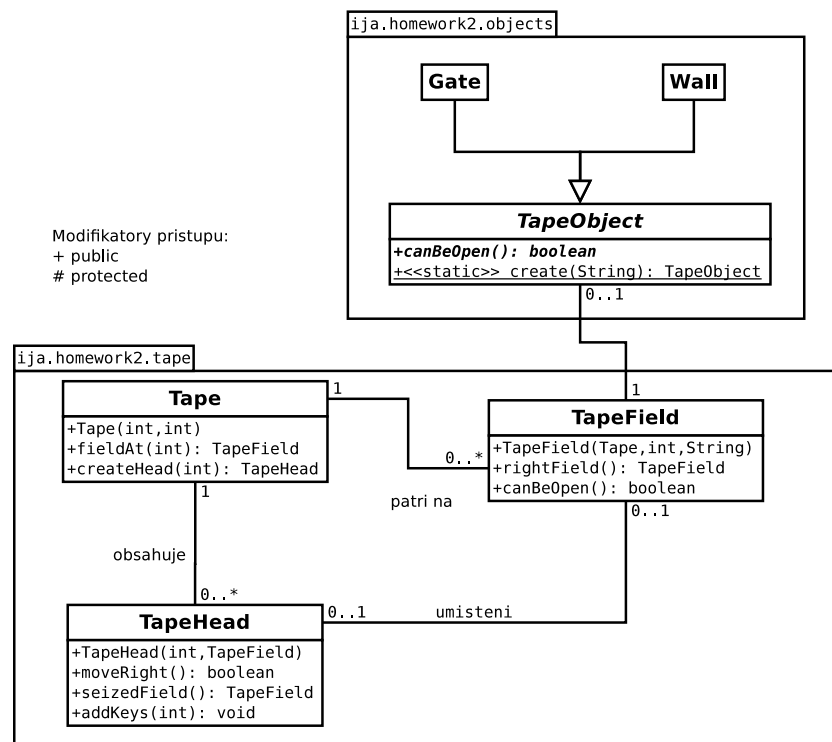 ija.homework2.objects
Gate
Wall
TapeObject
+canBeOpen(): boolean
+<<static>> create(String): TapeObject
0..1
Modifikatory pristupu:
+ public
# protected
ija.homework2.tape
Tape
+Tape(int,int)
+fieldAt(int): TapeField
+createHead(int): TapeHead
1
1
TapeField
+TapeField(Tape,int,String)
+rightField(): TapeField
+canBeOpen(): boolean
0..*
patri na
1
0..1
obsahuje
0..*
TapeHead
+TapeHead(int,TapeField)
+moveRight(): boolean
+seizedField(): TapeField
+addKeys(int): void
0..1
umisteni